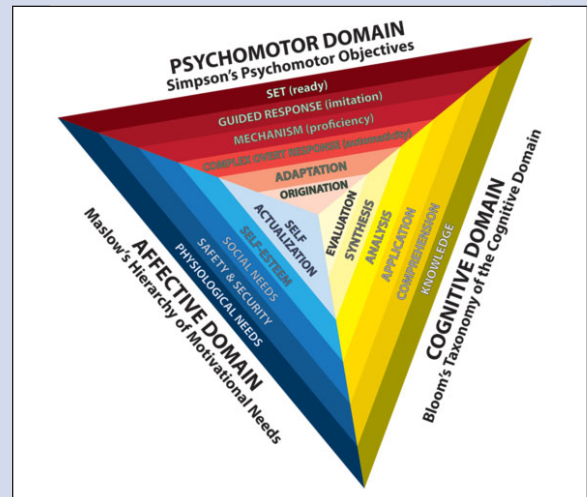 PSYCHOMOTOR DOMAIN
Simpson's Psychomotor Objectives
SET (ready)
GUIDED RESPONSE (imitation)
MECHANISM (proficiency)
COMPLEX OVERT RESPONSE (automaticity)
ADAPTATION
ORIGINATION
SELF
ACTUALIZATION
SELF-ESTEEM
SOCIAL NEEDS
SAFETY & SECURITY
PHYSIOLOGICAL NEEDS
AFFECTIVE DOMAIN
Maslow's Hierarchy of Motivational Needs
EVALUATION
SYNTHESIS
ANALYSIS
APPLICATION
COMPREHENSION
KNOWLEDGE
COGNITIVE DOMAIN
Bloom's Taxonomy of the Cognitive Domain